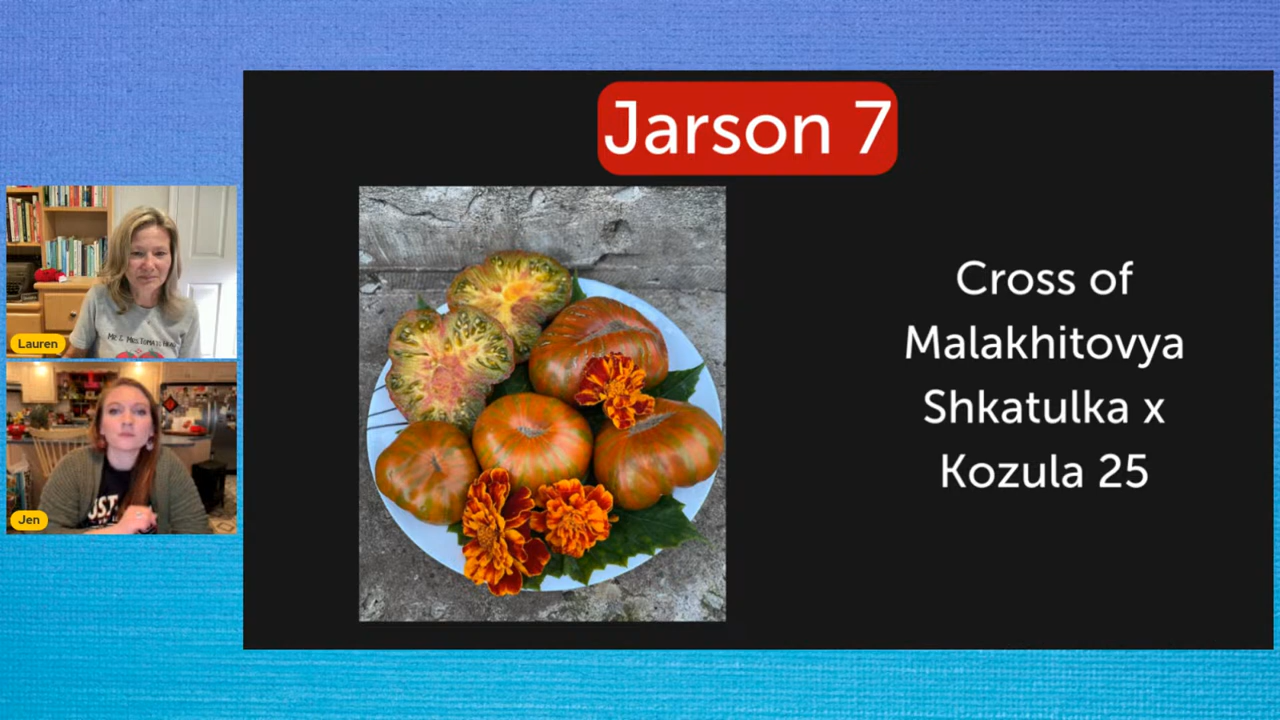 Jarson 7
Cross of
Malakhitovya
Shkatulka x
Kozula 25
Lauren
Jen